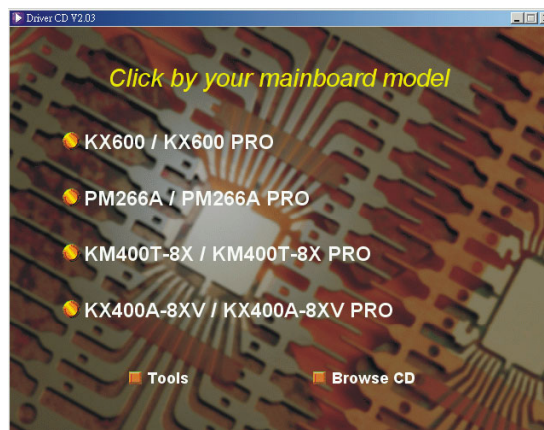 Driver CD V2.03
Click by your mainboard model
KX600 / KX600 PRO
PM266A / PM266A PRO
KM400T-8X / KM400T-8X PRO
KX400A-8XV / KX400A-8XV PRO
Tools Browse CD